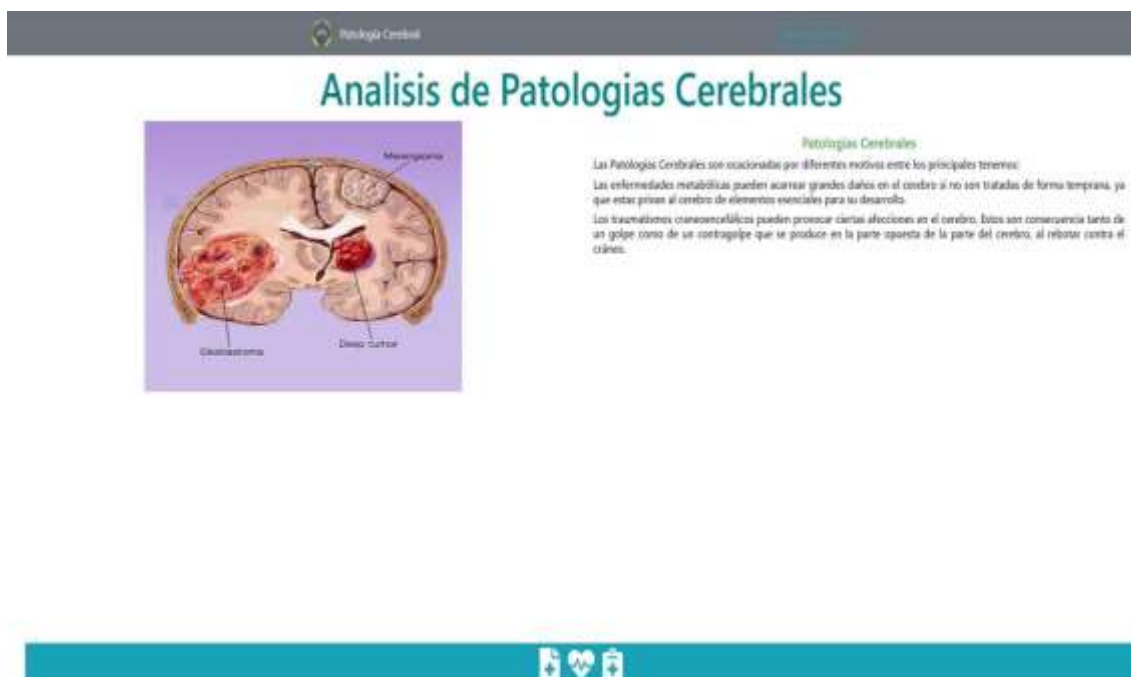 Patología Cerebral
Analisis de Patologias Cerebrales
Meningioma
Glioblastoma
Deep tumor
Patologías Cerebrales
Las Patologías Cerebrales son ocacionadas por diferentes motivos entre los principales tenemos:
Las enfermedades metabólicas pueden acarrear grandes daños en el cerebro si no son tratadas de forma temprana, ya
que estas privan al cerebro de elementos esenciales para su desarrollo.
Los traumatismos craneoencefálicos pueden provocar ciertas afecciones en el cerebro. Estos son consecuencia tanto de
un golpe como de un contragolpe que se produce en la parte opuesta de la parte del cerebro, al rebotar contra el
cráneo.